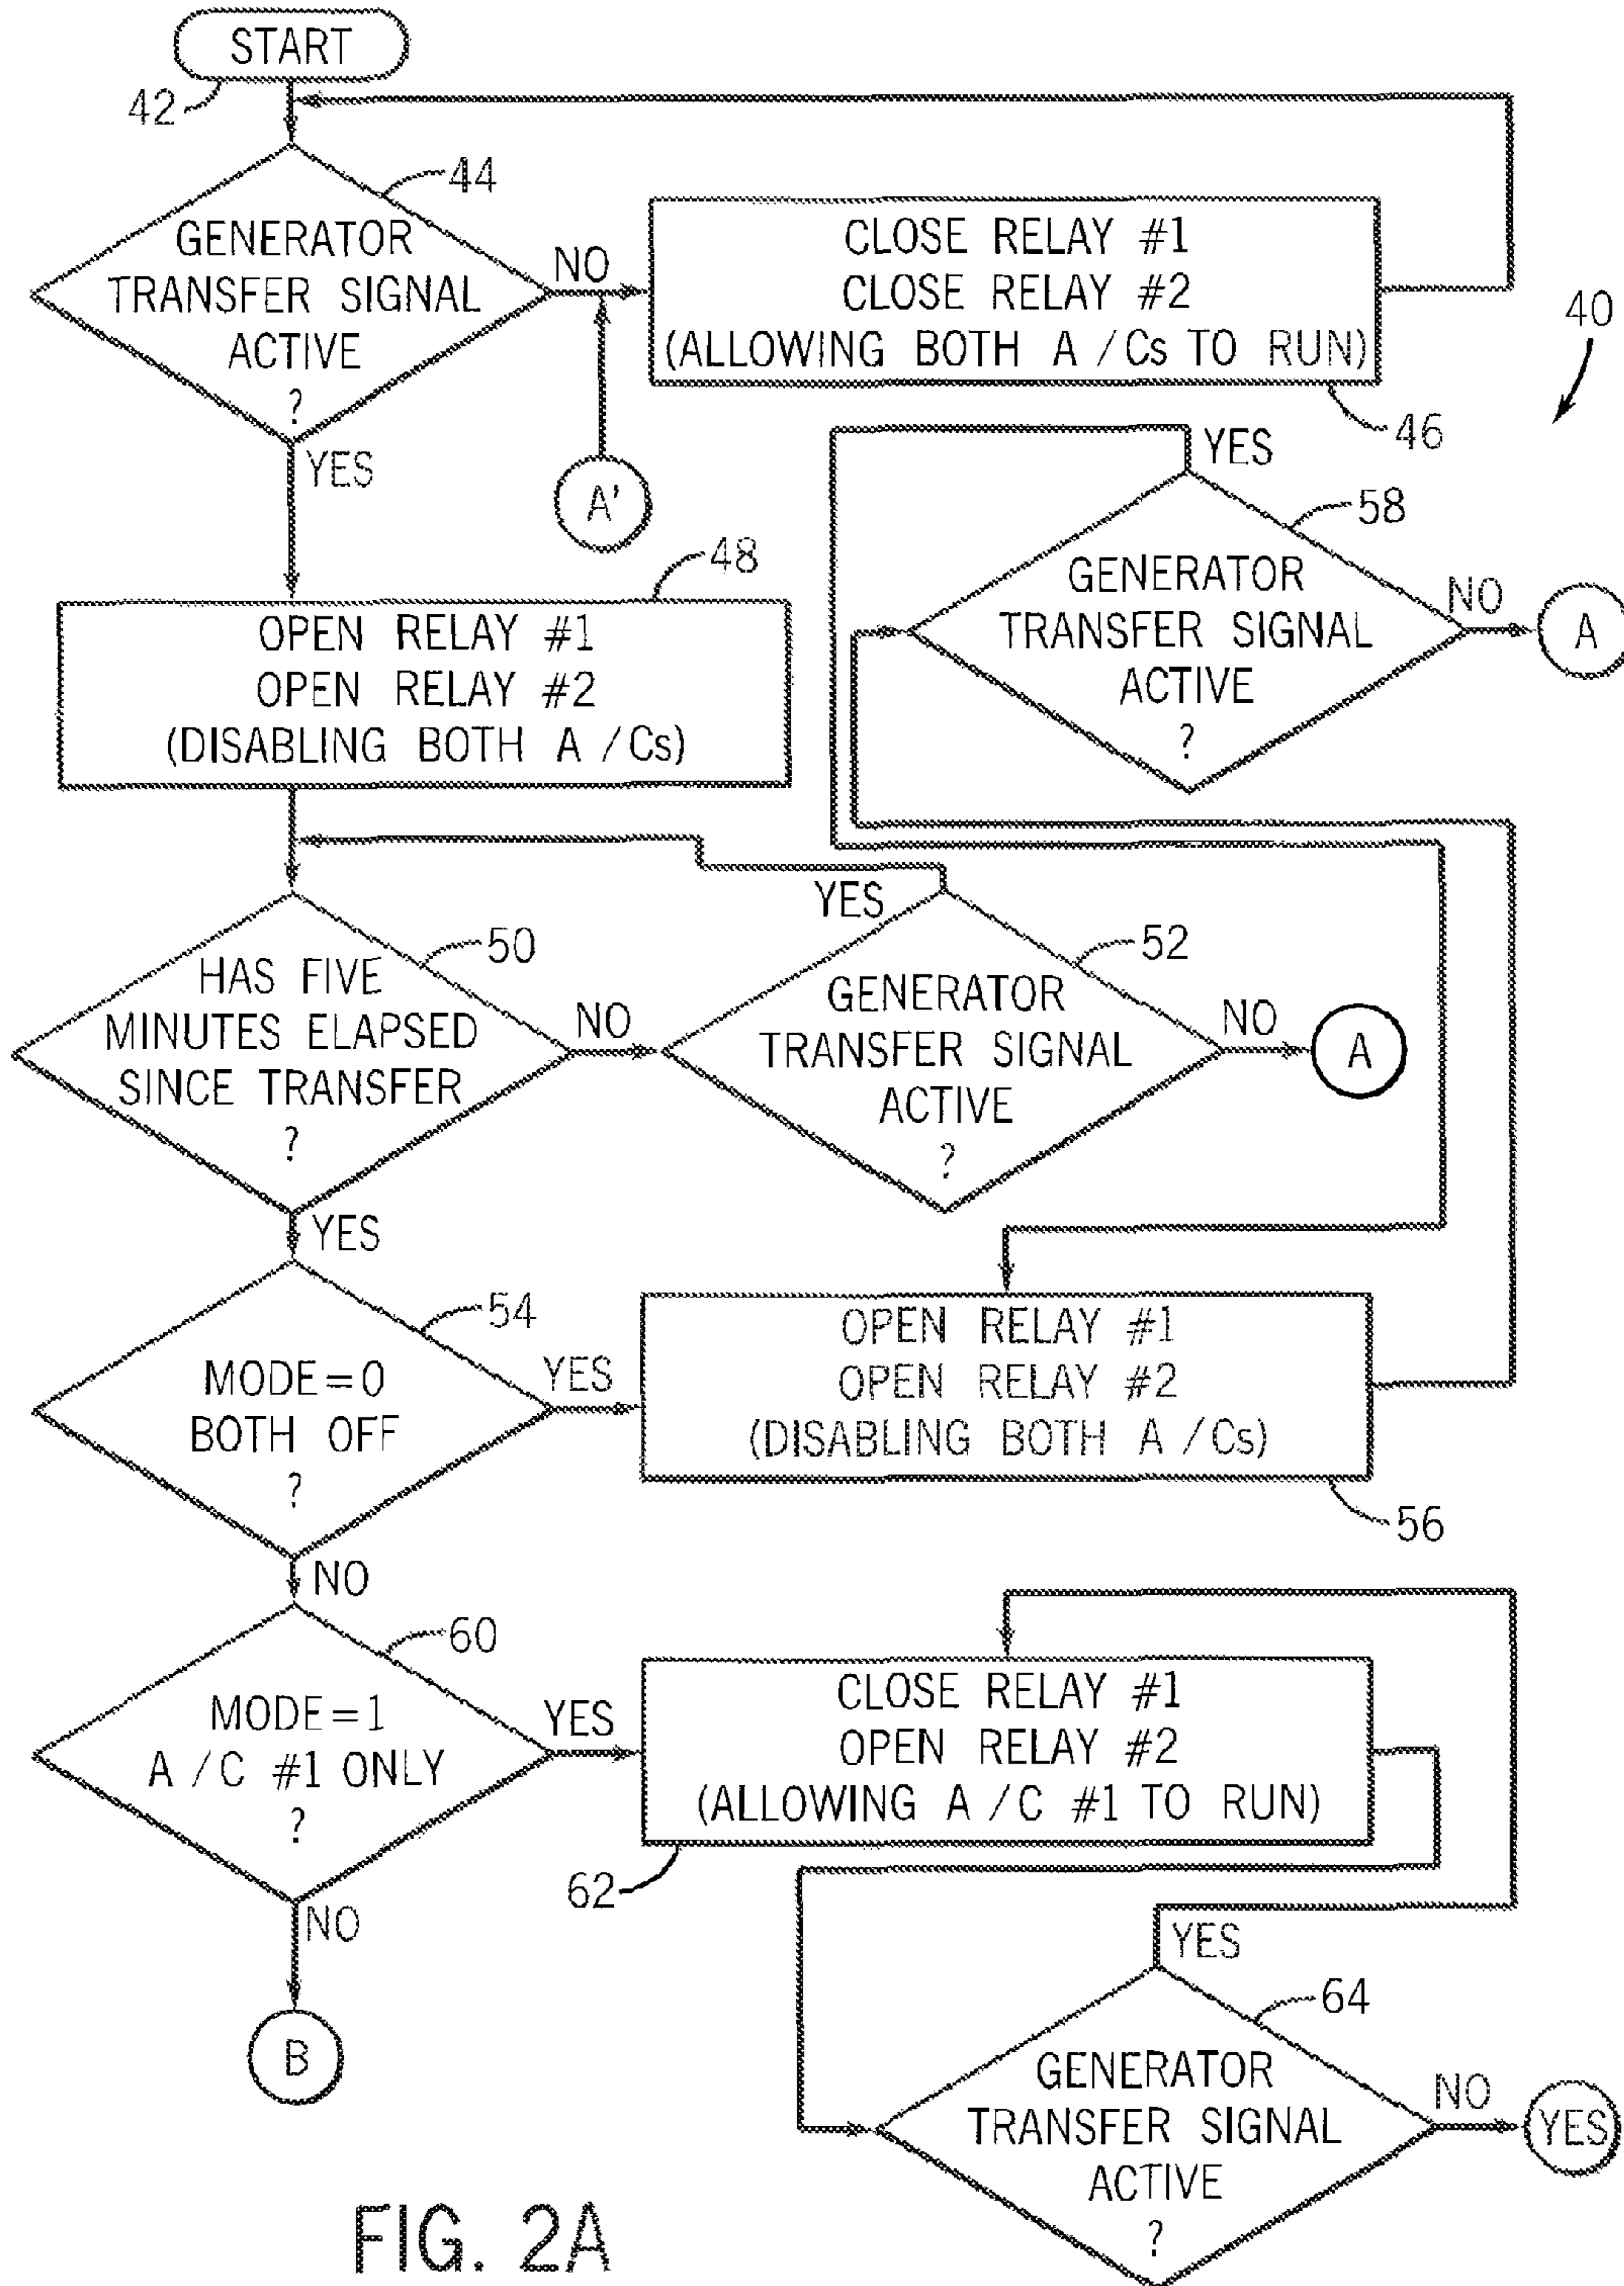 START
42
44
GENERATOR
TRANSFER SIGNAL
ACTIVE
?
NO
YES
CLOSE RELAY #1
CLOSE RELAY #2
(ALLOWING BOTH A/Cs TO RUN)
46
40
A'
48
OPEN RELAY #1
OPEN RELAY #2
(DISABLING BOTH A/Cs)
YES
58
GENERATOR
TRANSFER SIGNAL
ACTIVE
?
NO
A
50
HAS FIVE
MINUTES ELAPSED
SINCE TRANSFER
?
NO
YES
YES
52
GENERATOR
TRANSFER SIGNAL
ACTIVE
?
NO
A
54
MODE=0
BOTH OFF
?
YES
NO
OPEN RELAY #1
OPEN RELAY #2
(DISABLING BOTH A/Cs)
56
60
MODE=1
A/C #1 ONLY
?
YES
NO
B
CLOSE RELAY #1
OPEN RELAY #2
(ALLOWING A/C #1 TO RUN)
62
YES
64
GENERATOR
TRANSFER SIGNAL
ACTIVE
?
NO
YES
FIG. 2A